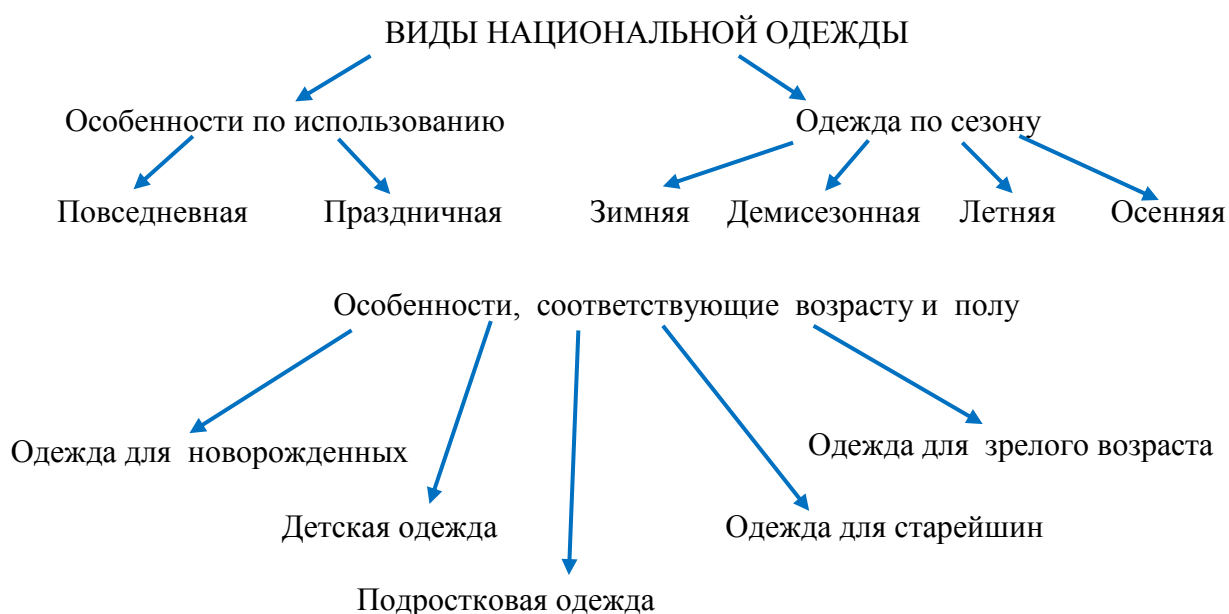 ВИДЫ НАЦИОНАЛЬНОЙ ОДЕЖДЫ
Особенности по использованию
Одежда по сезону
Повседневная
Праздничная
Зимняя
Демисезонная
Летняя
Осенняя
Особенности, соответствующие возрасту и полу
Одежда для новорожденных
Одежда для зрелого возраста
Детская одежда
Одежда для старейшин
Подростковая одежда